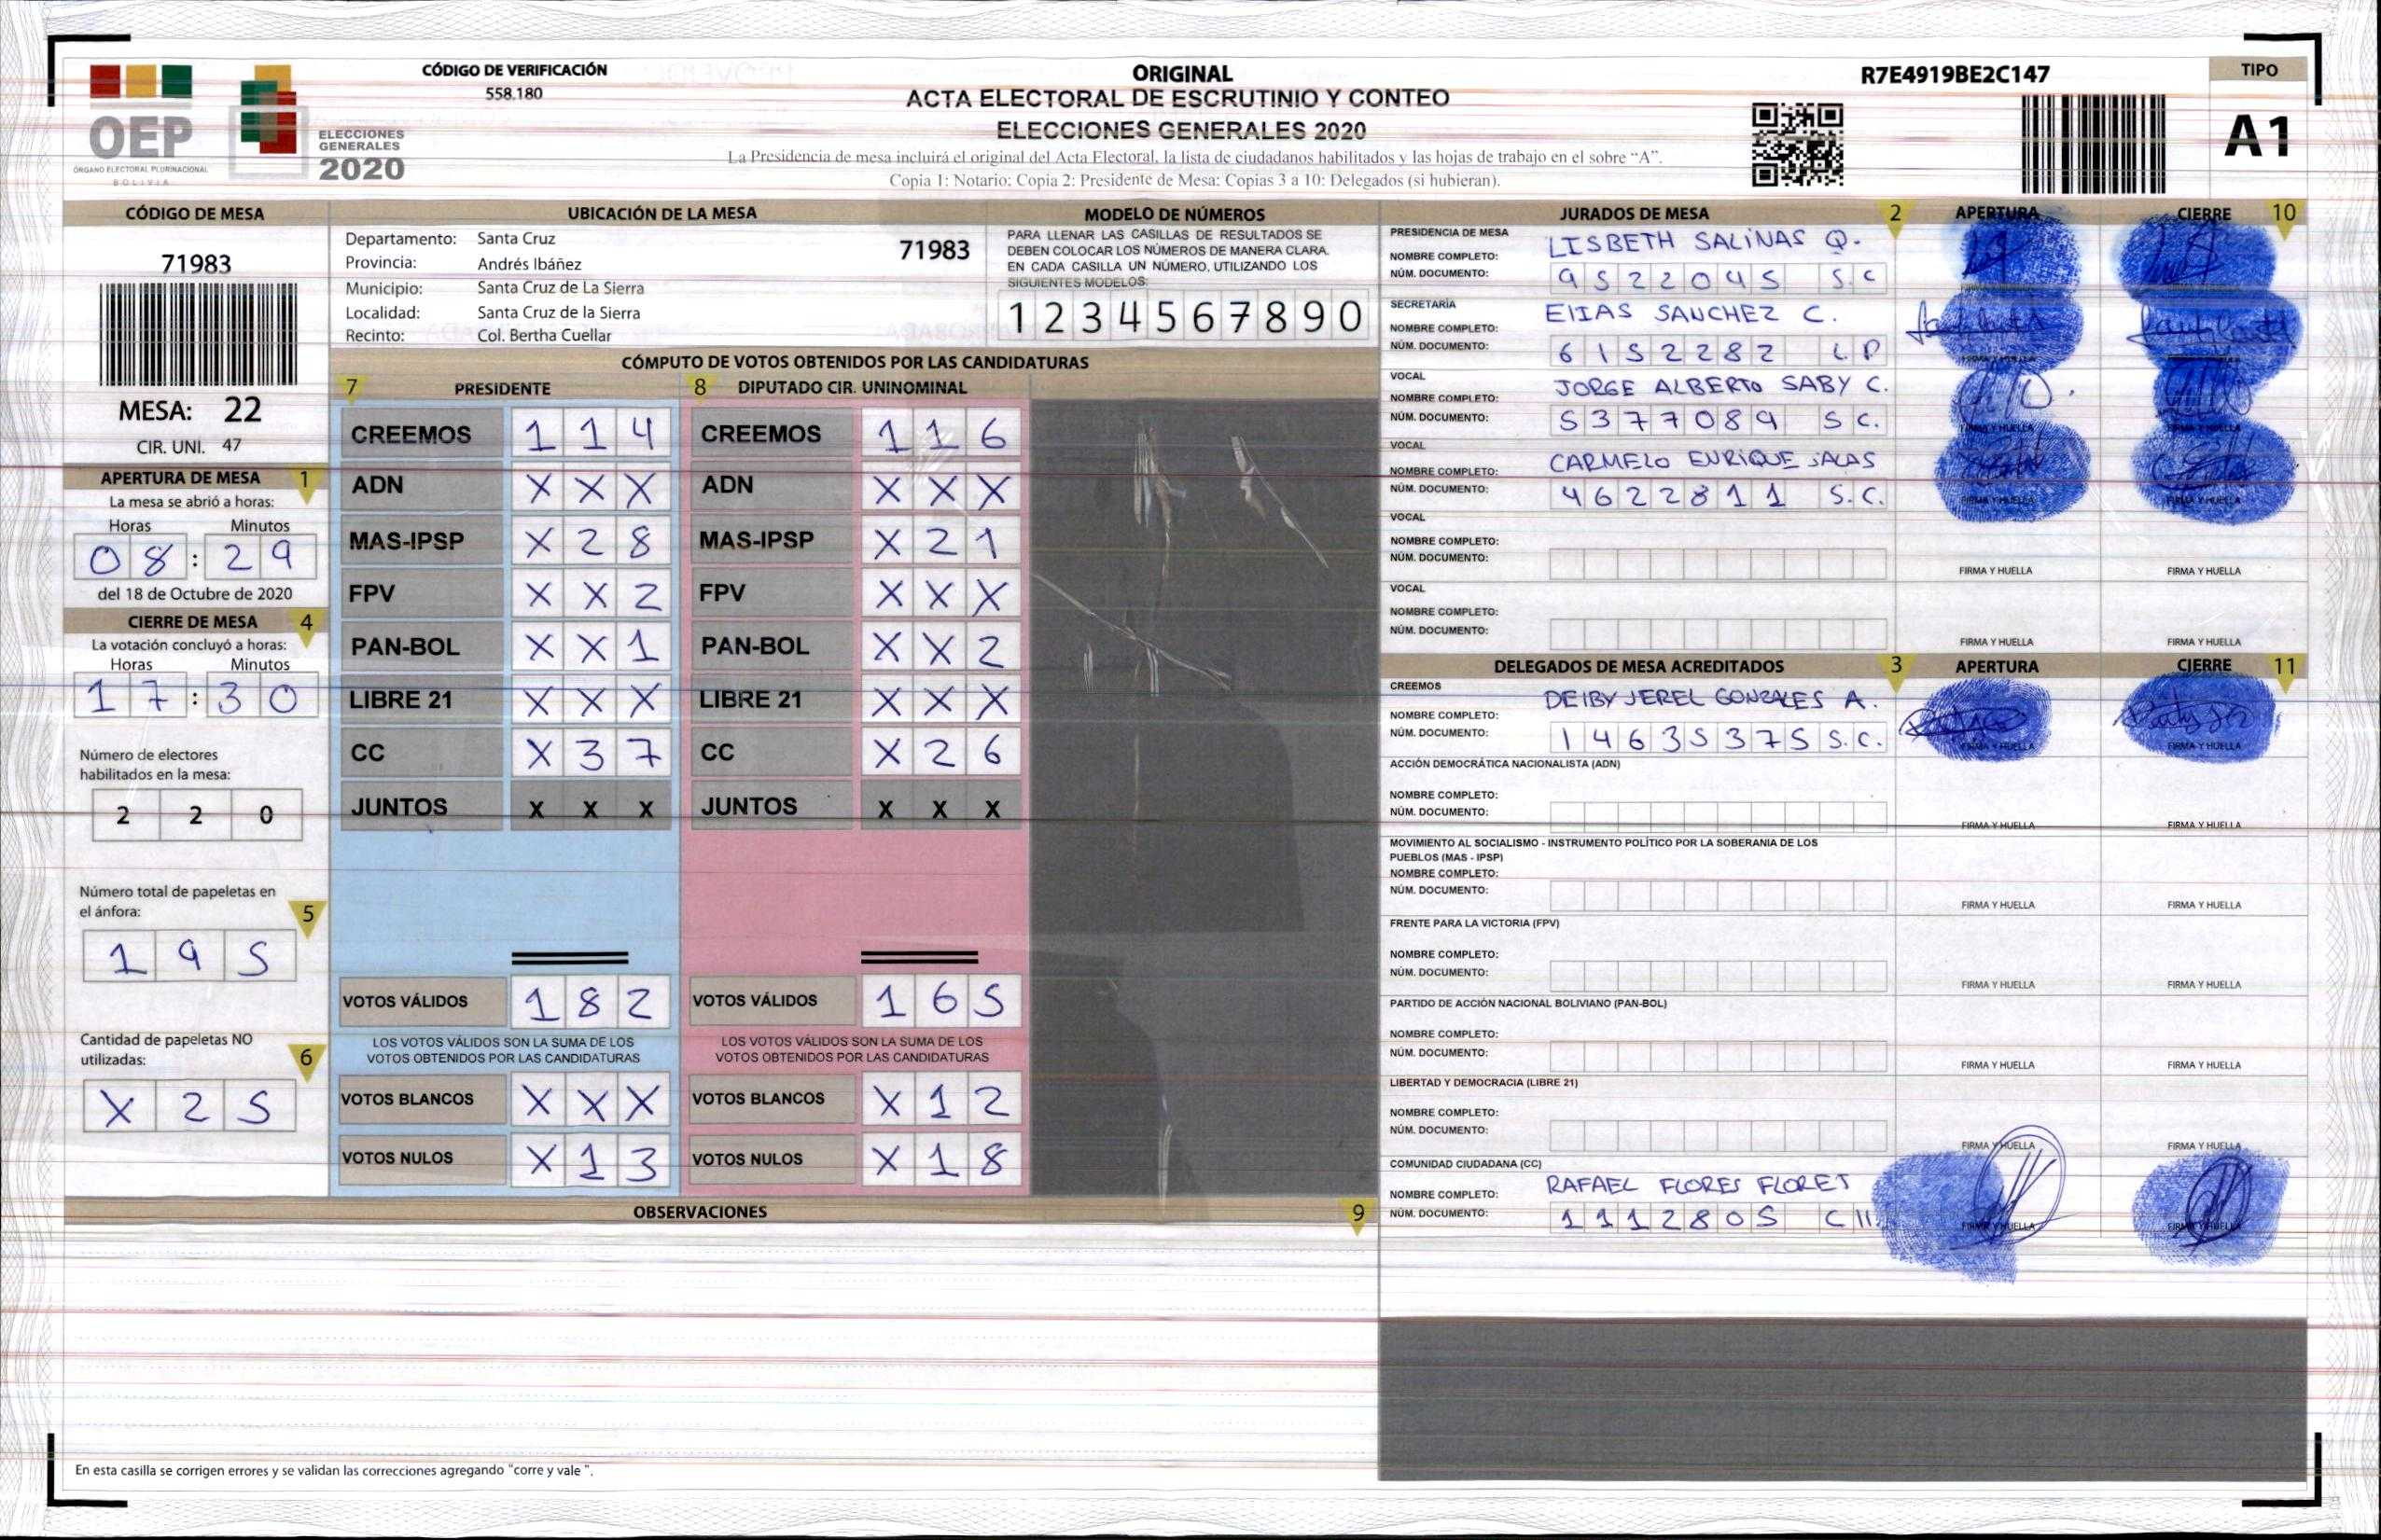 CÓDIGO DE VERIFICACIÓN
558.180
ORIGINAL
ACTA ELECTORAL DE ESCRUTINIO Y CONTEO
ELECCIONES GENERALES 2020
La Presidencia de mesa incluirá el original del Acta Electoral, la lista de ciudadanos habilitados y las hojas de trabajo en el sobre “A”.
Copia 1: Notario: Copia 2: Presidente de Mesa: Copias 3 a 10: Delegados (si hubieran).
R7E4919BE2C147
TIPO
A1
OEP
ÓRGANO ELECTORAL PLURINACIONAL
BOLIVIA
ELECCIONES
GENERALES
2020
CÓDIGO DE MESA
71983
MESA: 22
CIR. UNI. 47
APERTURA DE MESA 1
La mesa se abrió a horas:
Horas Minutos
08 : 29
del 18 de Octubre de 2020
CIERRE DE MESA 4
La votación concluyó a horas:
Horas Minutos
17 : 30
Número de electores
habilitados en la mesa:
2 2 0
Número total de papeletas en
el ánfora: 5
1 9 5
Cantidad de papeletas NO
utilizadas: 6
X 2 5
UBICACIÓN DE LA MESA
Departamento: Santa Cruz
71983
Provincia: Andrés Ibáñez
Municipio: Santa Cruz de La Sierra
Localidad: Santa Cruz de la Sierra
Recinto: Col. Bertha Cuellar
MODELO DE NÚMEROS
PARA LLENAR LAS CASILLAS DE RESULTADOS SE
DEBEN COLOCAR LOS NÚMEROS DE MANERA CLARA.
EN CADA CASILLA UN NÚMERO, UTILIZANDO LOS
SIGUIENTES MODELOS:
1 2 3 4 5 6 7 8 9 0
CÓMPUTO DE VOTOS OBTENIDOS POR LAS CANDIDATURAS
7 PRESIDENTE 8 DIPUTADO CIR. UNINOMINAL
CREEMOS 1 1 4 CREEMOS 1 1 6
ADN X X X ADN X X X
MAS-IPSP X 2 8 MAS-IPSP X 2 1
FPV X X 2 FPV X X X
PAN-BOL X X 1 PAN-BOL X X 2
LIBRE 21 X X X LIBRE 21 X X X
CC X 3 7 CC X 2 6
JUNTOS X X X JUNTOS X X X
VOTOS VÁLIDOS 1 8 2 VOTOS VÁLIDOS 1 6 5
LOS VOTOS VÁLIDOS SON LA SUMA DE LOS LOS VOTOS VÁLIDOS SON LA SUMA DE LOS
VOTOS OBTENIDOS POR LAS CANDIDATURAS VOTOS OBTENIDOS POR LAS CANDIDATURAS
VOTOS BLANCOS X X X VOTOS BLANCOS X 1 2
VOTOS NULOS X 1 3 VOTOS NULOS X 1 8
OBSERVACIONES 9
En esta casilla se corrigen errores y se validan las correcciones agregando "corre y vale ".
JURADOS DE MESA 2 APERTURA CIERRE 10
PRESIDENCIA DE MESA
NOMBRE COMPLETO: LISBETH SALINAS Q.
NÚM. DOCUMENTO: 9522045 S.C
SECRETARÍA
NOMBRE COMPLETO: ElIAS SANCHEZ C.
NÚM. DOCUMENTO: 6152282 L.P
VOCAL
NOMBRE COMPLETO: JORGE ALBERTO SABY C.
NÚM. DOCUMENTO: 5377089 S C.
VOCAL
NOMBRE COMPLETO: CARMELO ENRIQUE SALAS
NÚM. DOCUMENTO: 4622811 S.C.
VOCAL
NOMBRE COMPLETO:
NÚM. DOCUMENTO:
FIRMA Y HUELLA FIRMA Y HUELLA
VOCAL
NOMBRE COMPLETO:
NÚM. DOCUMENTO:
FIRMA Y HUELLA FIRMA Y HUELLA
DELEGADOS DE MESA ACREDITADOS 3 APERTURA CIERRE 11
CREEMOS
NOMBRE COMPLETO: DEIBY JEREL GONZALES A.
NÚM. DOCUMENTO: 14635375 S.C.
FIRMA Y HUELLA FIRMA Y HUELLA
ACCIÓN DEMOCRÁTICA NACIONALISTA (ADN)
NOMBRE COMPLETO:
NÚM. DOCUMENTO:
FIRMA Y HUELLA FIRMA Y HUELLA
MOVIMIENTO AL SOCIALISMO - INSTRUMENTO POLÍTICO POR LA SOBERANIA DE LOS
PUEBLOS (MAS - IPSP)
NOMBRE COMPLETO:
NÚM. DOCUMENTO:
FIRMA Y HUELLA FIRMA Y HUELLA
FRENTE PARA LA VICTORIA (FPV)
NOMBRE COMPLETO:
NÚM. DOCUMENTO:
FIRMA Y HUELLA FIRMA Y HUELLA
PARTIDO DE ACCIÓN NACIONAL BOLIVIANO (PAN-BOL)
NOMBRE COMPLETO:
NÚM. DOCUMENTO:
FIRMA Y HUELLA FIRMA Y HUELLA
LIBERTAD Y DEMOCRACIA (LIBRE 21)
NOMBRE COMPLETO:
NÚM. DOCUMENTO:
FIRMA Y HUELLA FIRMA Y HUELLA
COMUNIDAD CIUDADANA (CC)
NOMBRE COMPLETO: RAFAEL FLORES FLORES
NÚM. DOCUMENTO: 1112805 CH
FIRMA Y HUELLA FIRMA Y HUELLA